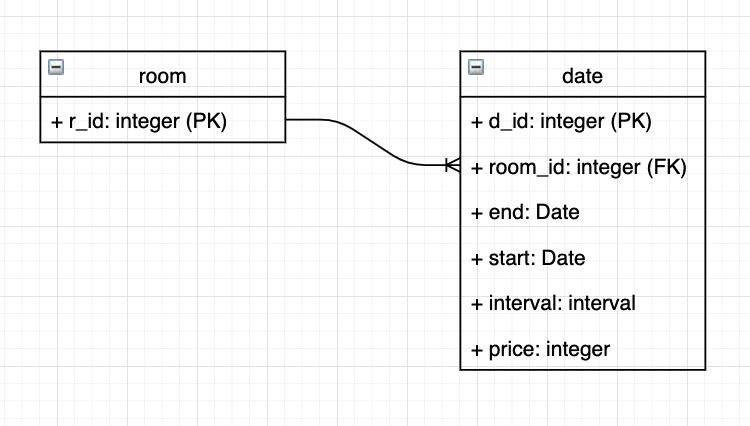 room
+ r_id: integer (PK)
date
+ d_id: integer (PK)
+ room_id: integer (FK)
+ end: Date
+ start: Date
+ interval: interval
+ price: integer